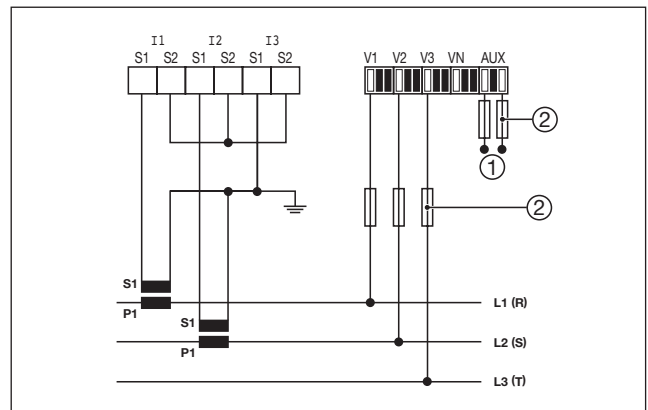 I1 I2 I3
S1 S2 S1 S2 S1 S2
V1 V2 V3 VN AUX
2
1
2
S1
P1
L1 (R)
S1
P1
L2 (S)
L3 (T)